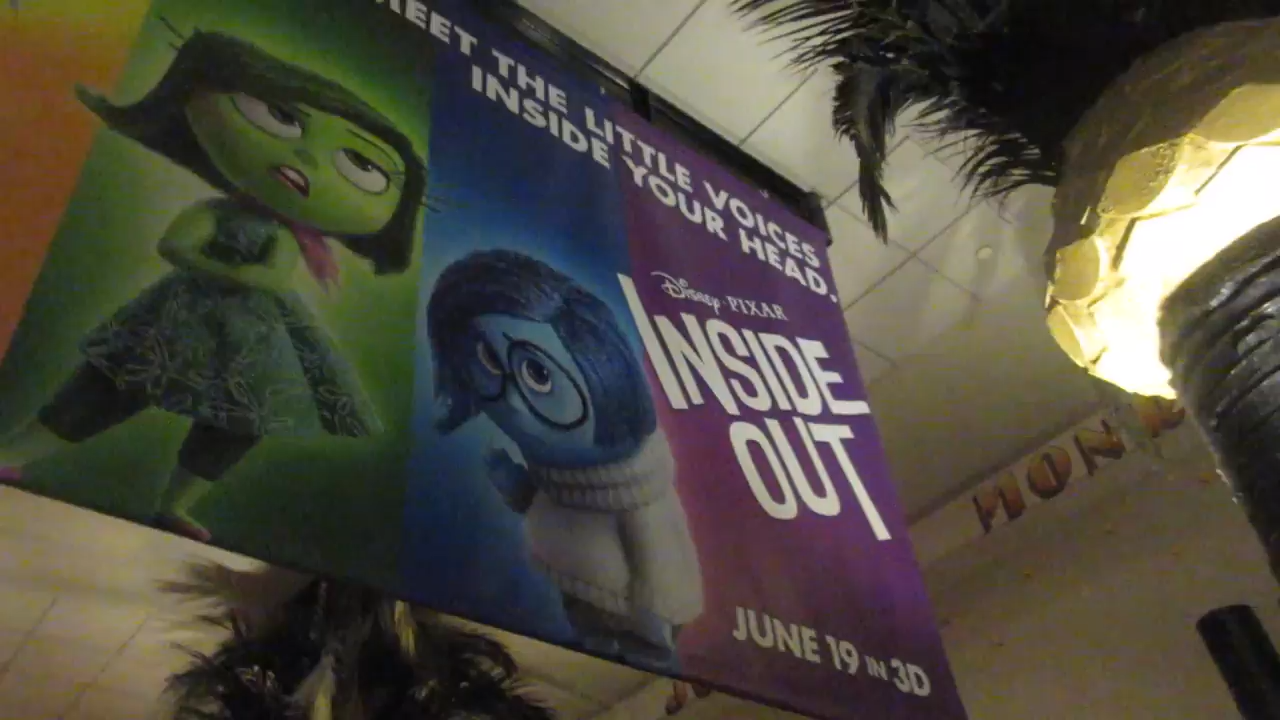 MEET THE LITTLE VOICES
INSIDE YOUR HEAD.
Disney · PIXAR
INSIDE
OUT
JUNE 19 IN 3D